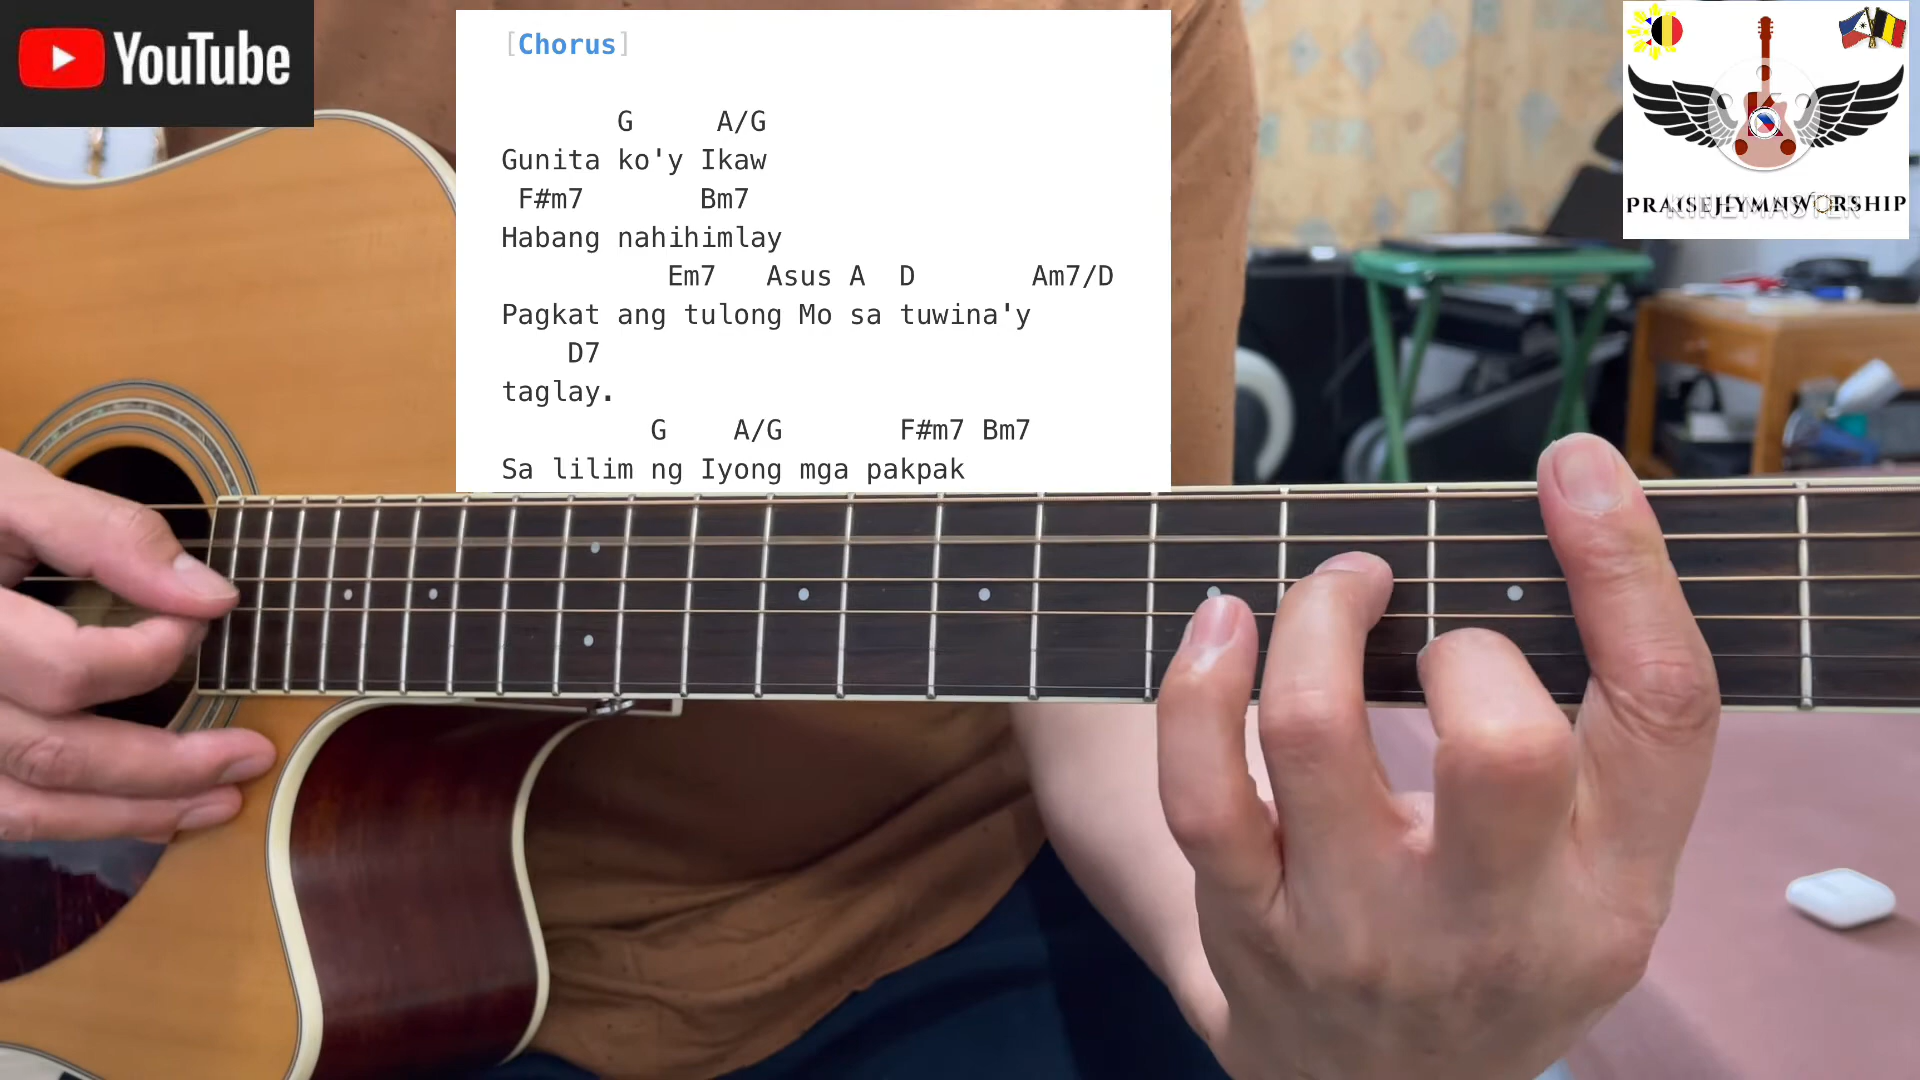 YouTube
[Chorus]
G A/G
Gunita ko'y Ikaw
F#m7 Bm7
Habang nahihimlay
Em7 Asus A D Am7/D
Pagkat ang tulong Mo sa tuwina'y
D7
taglay.
G A/G F#m7 Bm7
Sa lilim ng Iyong mga pakpak
PRAISEHYMNWORSHIP
KINEMASTER